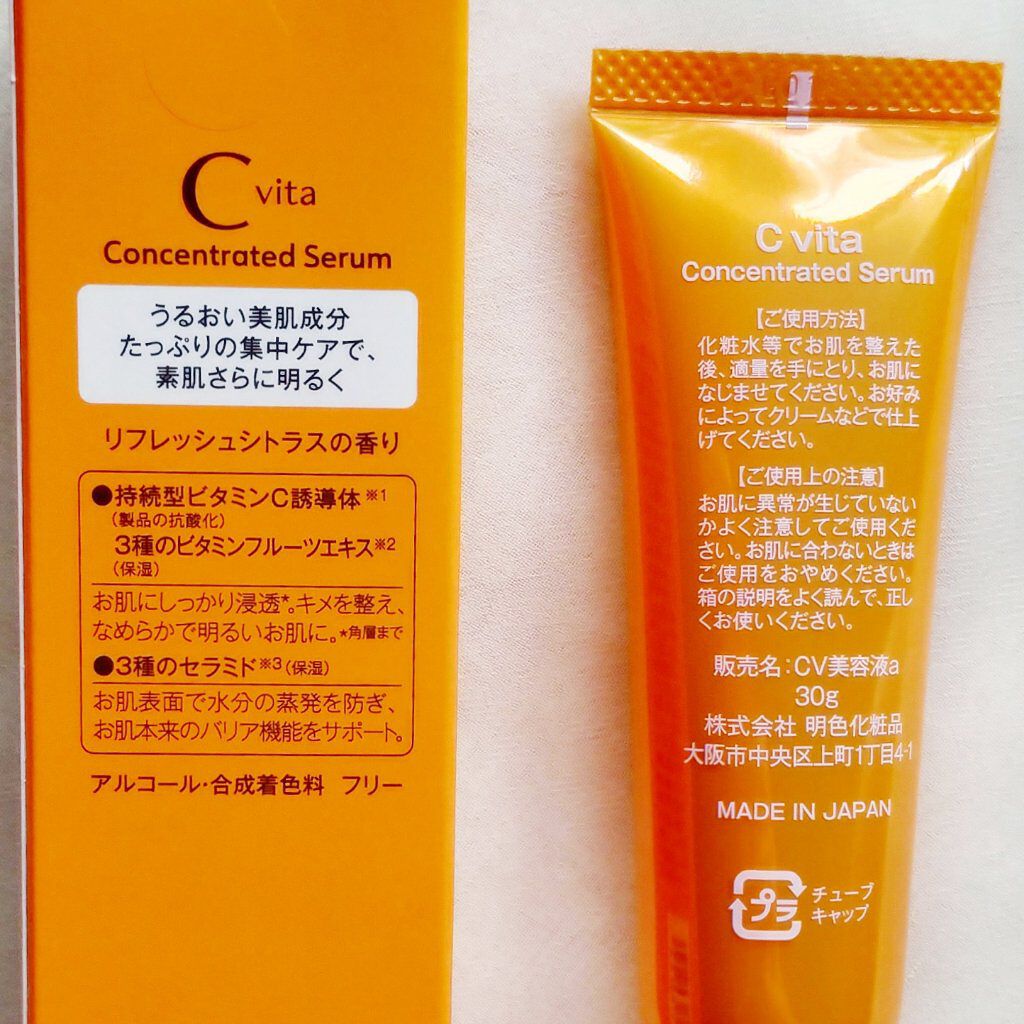 C vita
Concentrated Serum
うるおい美肌成分
たっぷりの集中ケアで、
素肌さらに明るく
リフレッシュシトラスの香り
●持続型ビタミンC誘導体※1
(製品の抗酸化)
3種のビタミンフルーツエキス※2
(保湿)
お肌にしっかり浸透★。キメを整え、
なめらかで明るいお肌に。★角層まで
●3種のセラミド※3(保湿)
お肌表面で水分の蒸発を防ぎ、
お肌本来のバリア機能をサポート。
アルコール・合成着色料 フリー
C vita
Concentrated Serum
【ご使用方法】
化粧水等でお肌を整えた
後、適量を手にとり、お肌に
なじませてください。お好み
によってクリームなどで仕上
げてください。
【ご使用上の注意】
お肌に異常が生じていない
かよく注意してご使用くだ
さい。お肌に合わないときは
ご使用をおやめください。
箱の説明をよく読んで、正し
くお使いください。
販売名:CV美容液a
30g
株式会社 明色化粧品
大阪市中央区上町1丁目4-1
MADE IN JAPAN
プラ
チューブ
キャップ